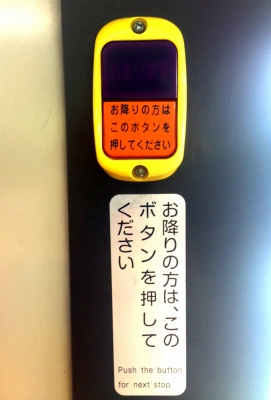 お降りの方は
このボタンを
押してください
お降りの方は、この
ボタンを押して
ください
Push the button
for next stop